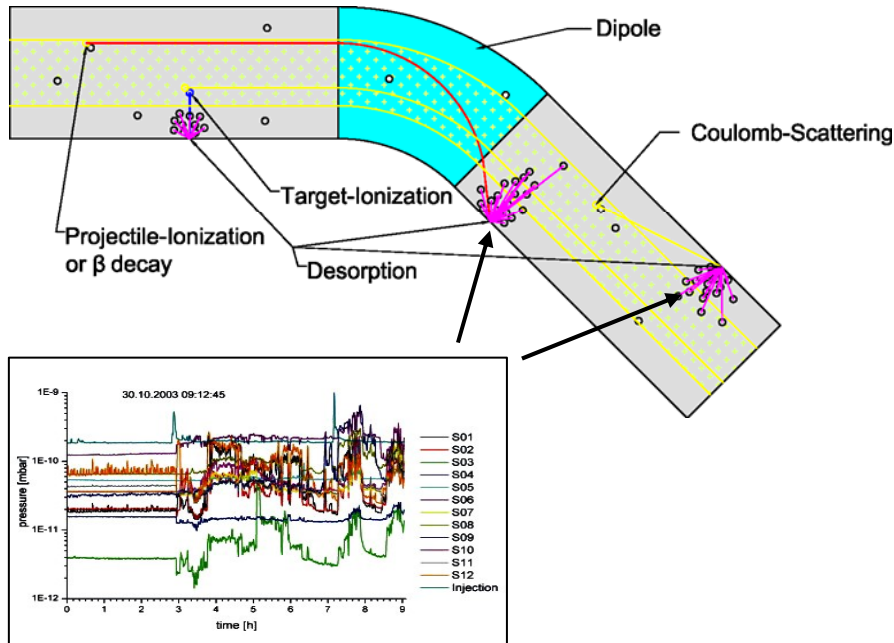 Dipole
Coulomb-Scattering
Target-Ionization
Projectile-Ionization
or β decay
Desorption
30.10.2003 09:12:45
1E-9
1E-10
1E-11
1E-12
pressure [mbar]
0 1 2 3 4 5 6 7 8 9
time [h]
S01
S02
S03
S04
S05
S06
S07
S08
S09
S10
S11
S12
Injection